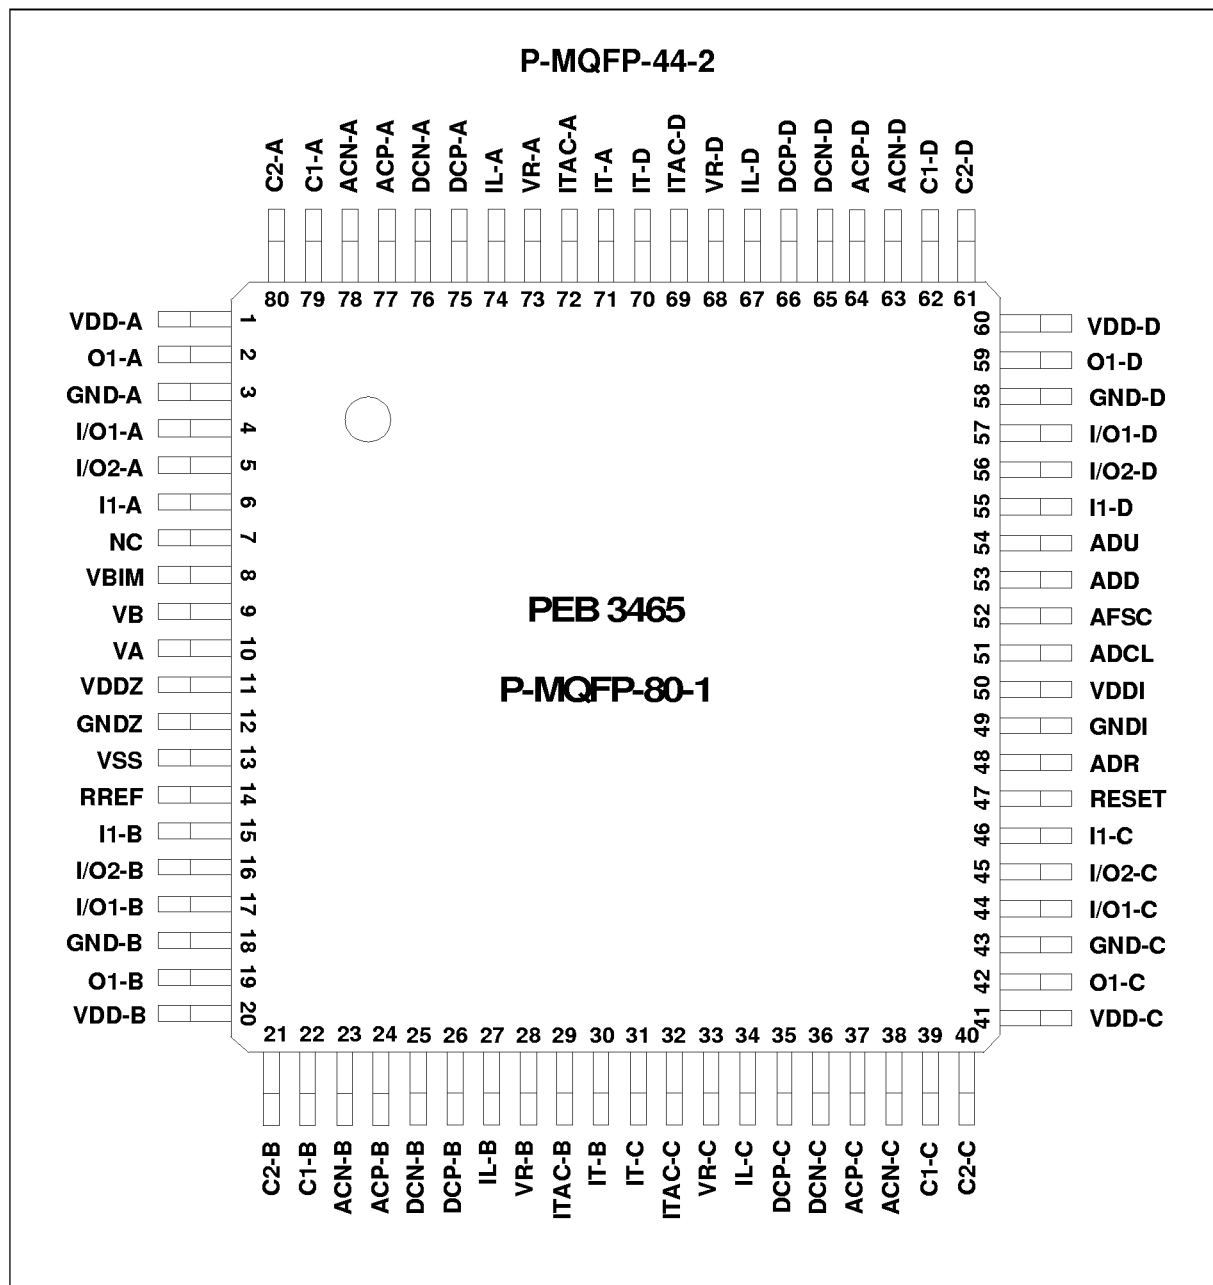 P-MQFP-44-2
C2-A
C1-A
ACN-A
ACP-A
DCN-A
DCP-A
IL-A
VR-A
ITAC-A
IT-A
IT-D
ITAC-D
VR-D
IL-D
DCP-D
DCN-D
ACP-D
ACN-D
C1-D
C2-D
80 79 78 77 76 75 74 73 72 71 70 69 68 67 66 65 64 63 62 61
VDD-A 1
O1-A 2
GND-A 3
I/O1-A 4
I/O2-A 5
I1-A 6
NC 7
VBIM 8
VB 9
VA 10
VDDZ 11
GNDZ 12
VSS 13
RREF 14
I1-B 15
I/O2-B 16
I/O1-B 17
GND-B 18
O1-B 19
VDD-B 20
PEB 3465
P-MQFP-80-1
60 VDD-D
59 O1-D
58 GND-D
57 I/O1-D
56 I/O2-D
55 I1-D
54 ADU
53 ADD
52 AFSC
51 ADCL
50 VDDI
49 GNDI
48 ADR
47 RESET
46 I1-C
45 I/O2-C
44 I/O1-C
43 GND-C
42 O1-C
41 VDD-C
21 22 23 24 25 26 27 28 29 30 31 32 33 34 35 36 37 38 39 40
C2-B
C1-B
ACN-B
ACP-B
DCN-B
DCP-B
IL-B
VR-B
ITAC-B
IT-B
IT-C
ITAC-C
VR-C
IL-C
DCP-C
DCN-C
ACP-C
ACN-C
C1-C
C2-C